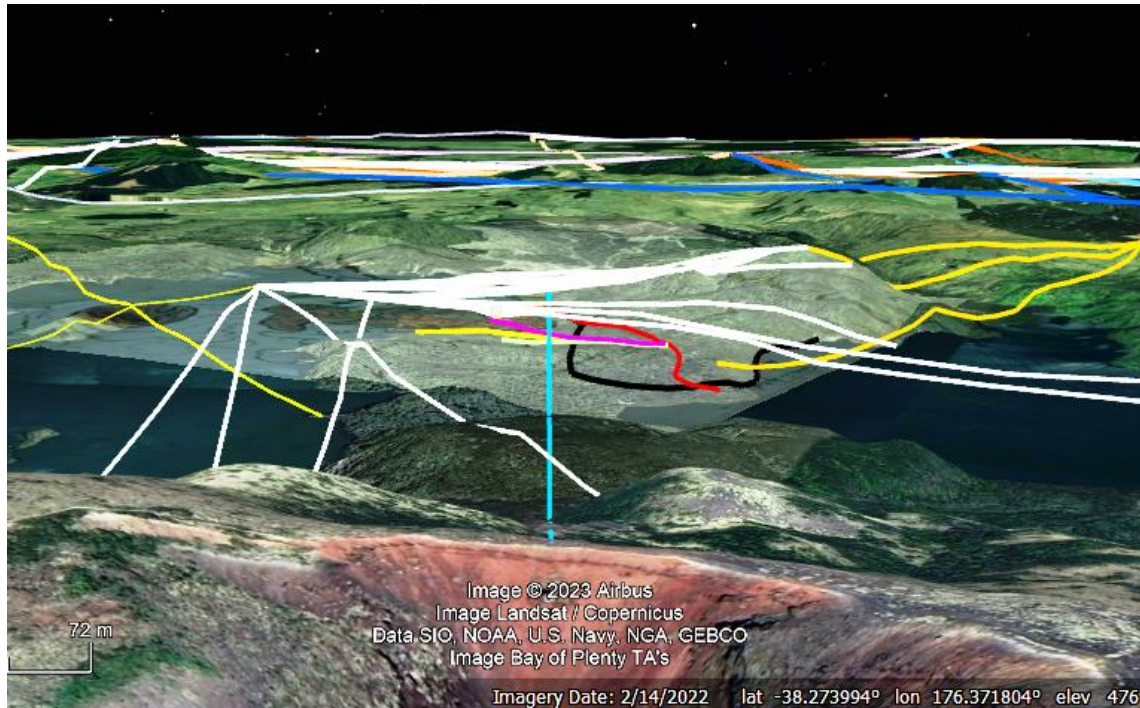 Image © 2023 Airbus
Image Landsat / Copernicus
Data SIO, NOAA, U.S. Navy, NGA, GEBCO
Image Bay of Plenty TA's
72 m
Imagery Date: 2/14/2022 lat -38.273994° lon 176.371804° elev 476